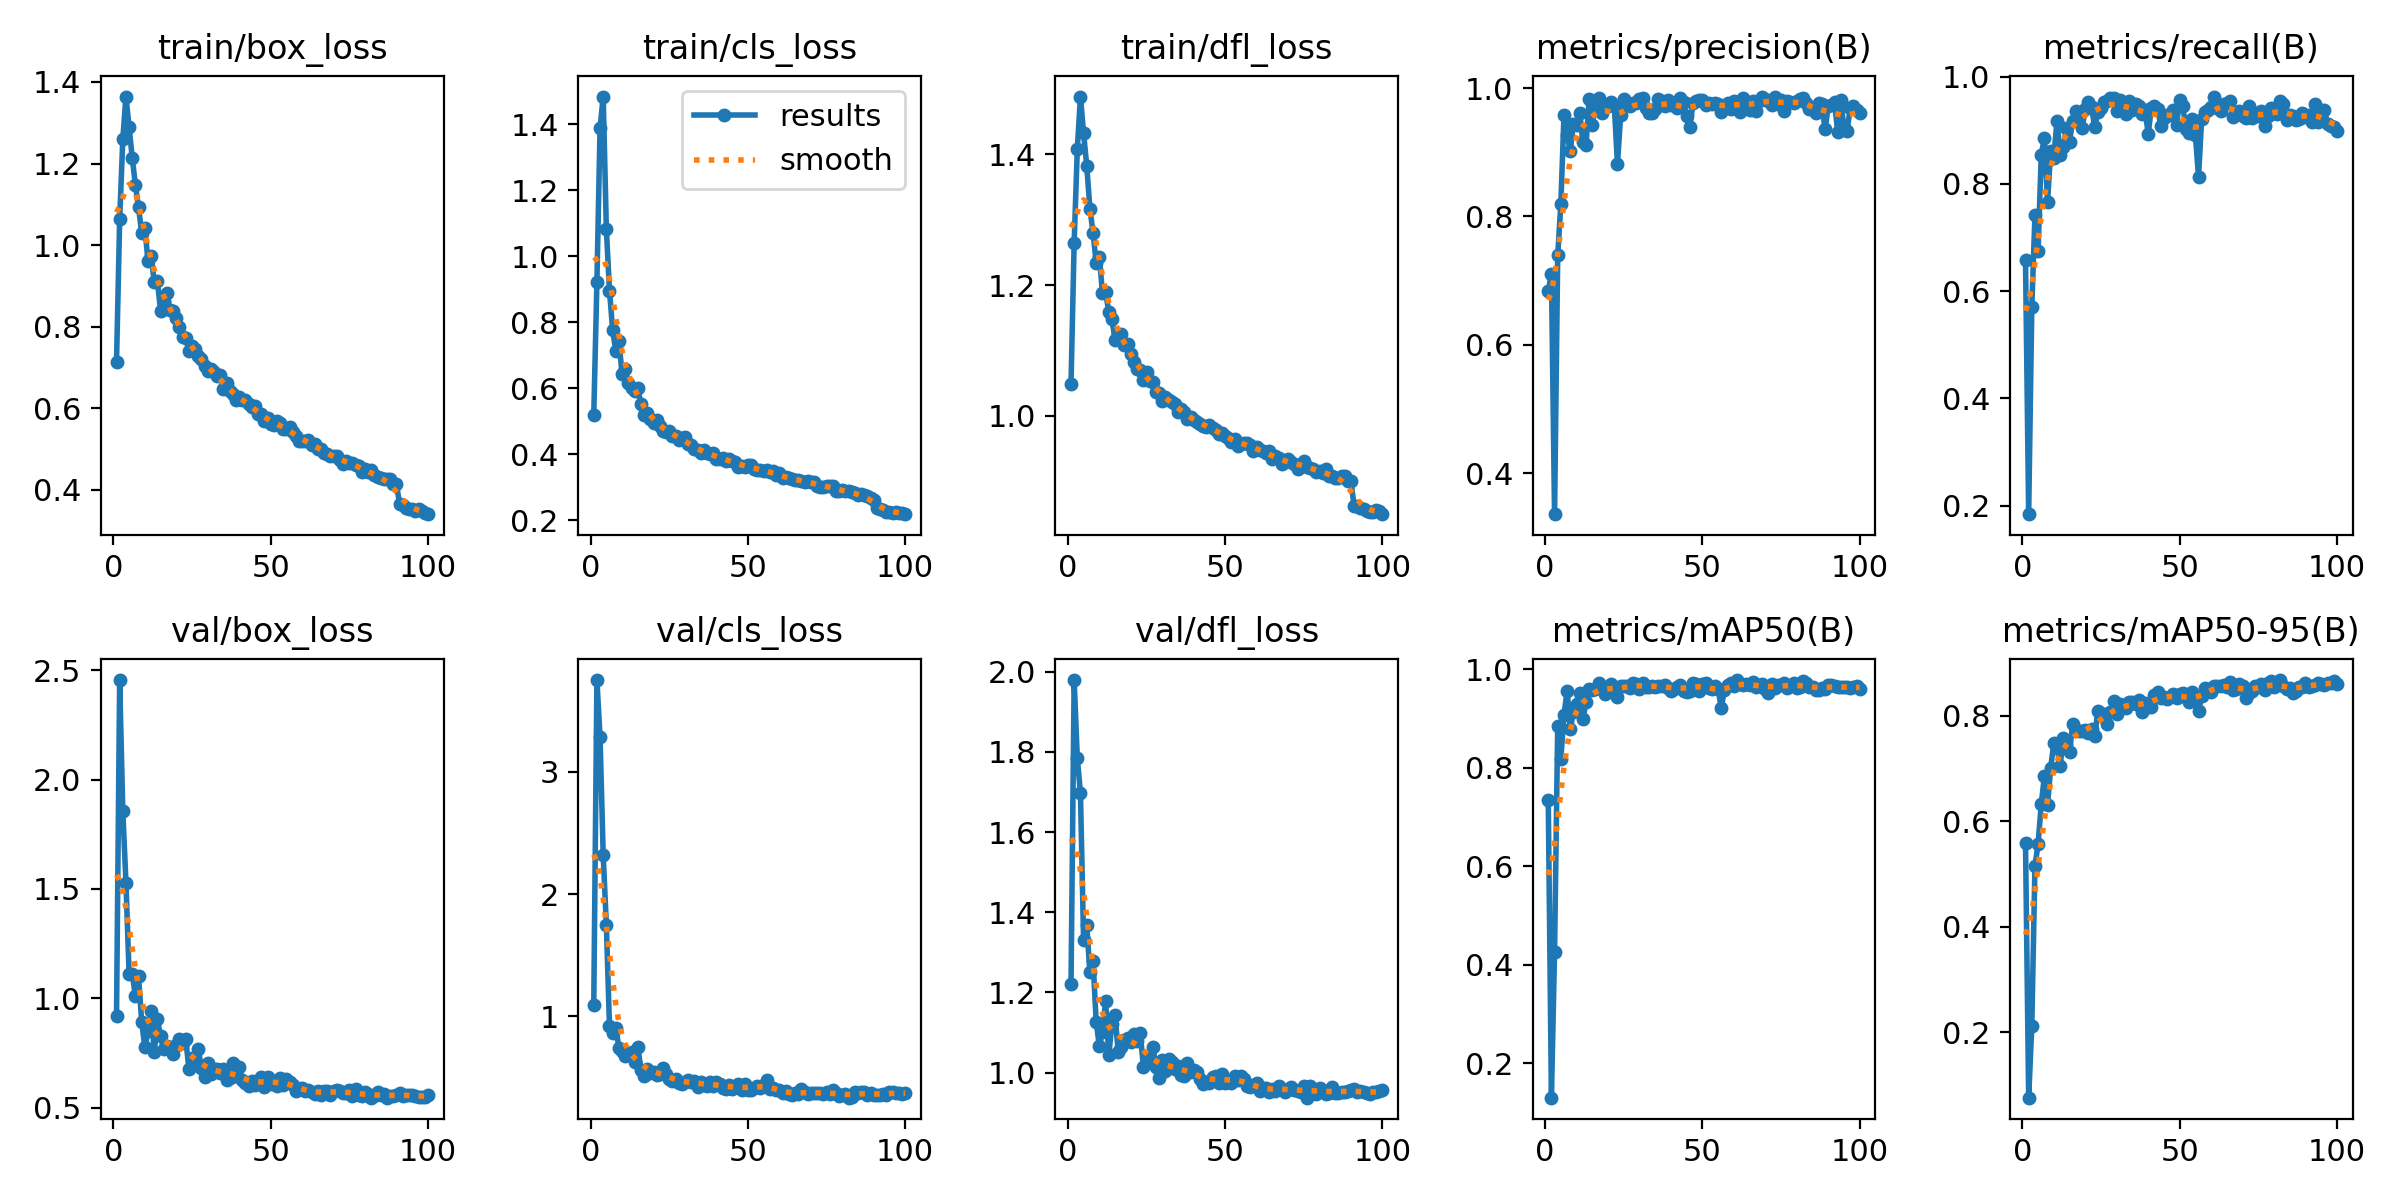 train/box_loss
1.4
1.2
1.0
0.8
0.6
0.4
0 50 100
train/cls_loss
results
smooth
1.4
1.2
1.0
0.8
0.6
0.4
0.2
0 50 100
train/dfl_loss
1.4
1.2
1.0
0 50 100
metrics/precision(B)
1.0
0.8
0.6
0.4
0 50 100
metrics/recall(B)
1.0
0.8
0.6
0.4
0.2
0 50 100
val/box_loss
2.5
2.0
1.5
1.0
0.5
0 50 100
val/cls_loss
3
2
1
0 50 100
val/dfl_loss
2.0
1.8
1.6
1.4
1.2
1.0
0 50 100
metrics/mAP50(B)
1.0
0.8
0.6
0.4
0.2
0 50 100
metrics/mAP50-95(B)
0.8
0.6
0.4
0.2
0 50 100